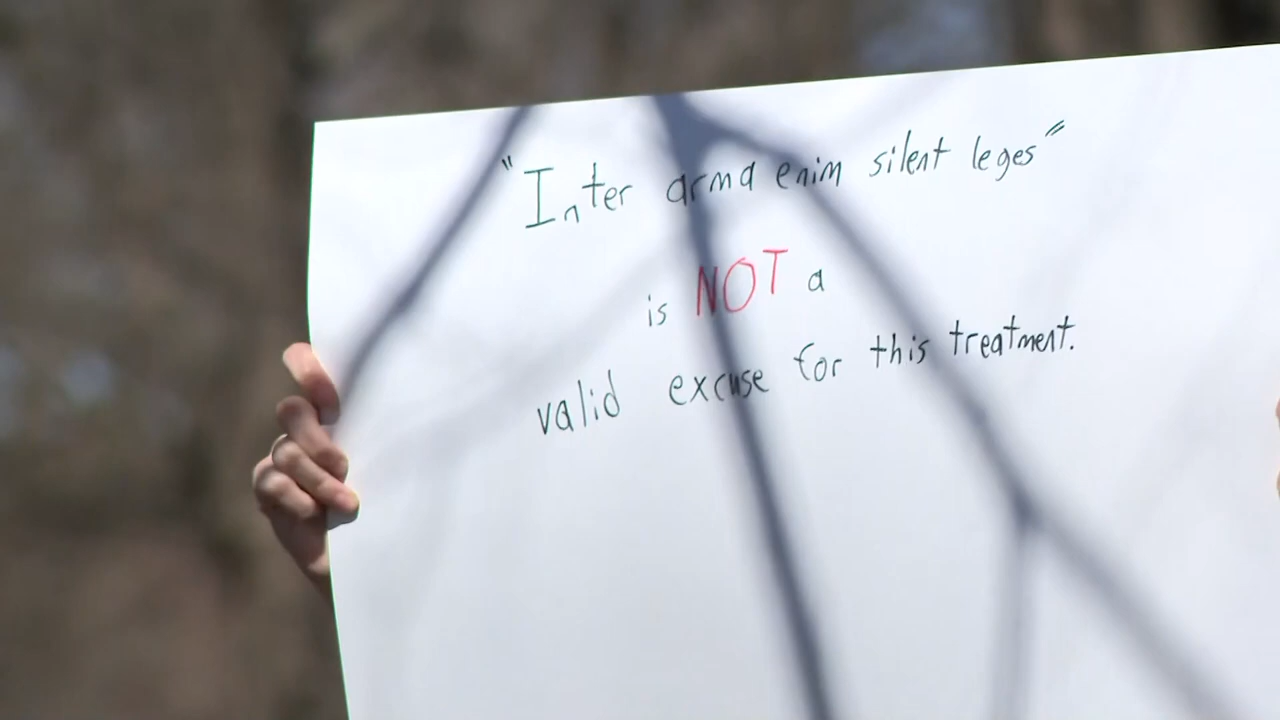 "Inter arma enim silent leges"
is NOT a
valid excuse for this treatment.